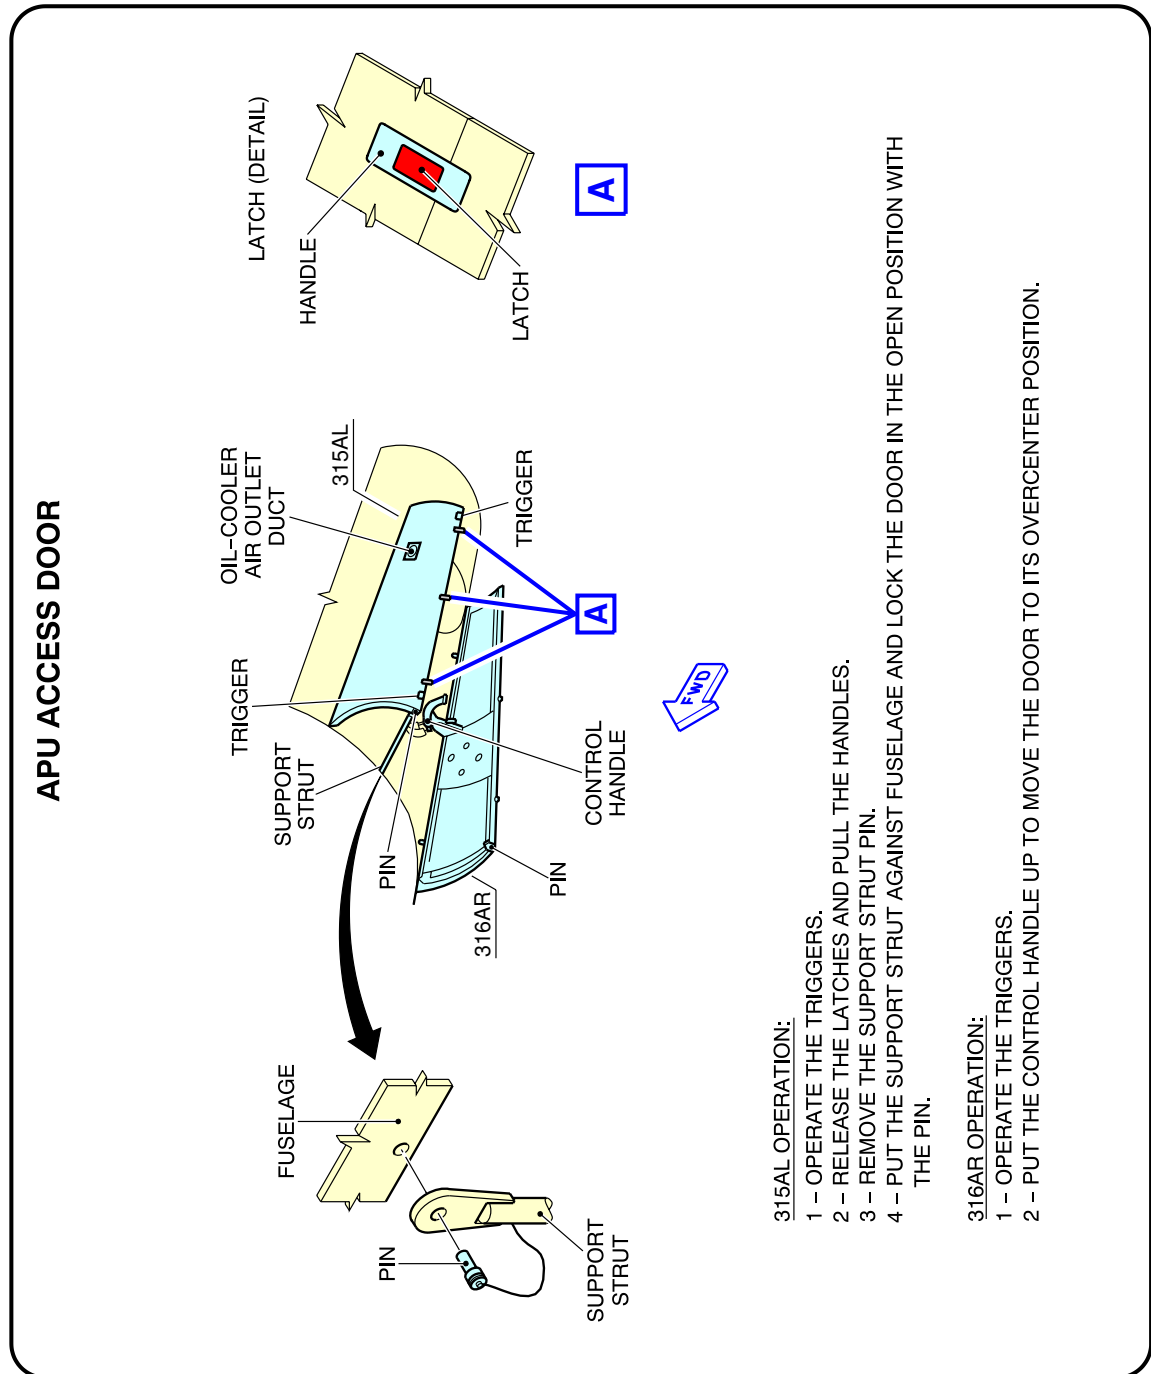 APU ACCESS DOOR
FUSELAGE
PIN
SUPPORT
STRUT
OIL–COOLER
AIR OUTLET
DUCT
315AL
TRIGGER
SUPPORT
STRUT
PIN
316AR
PIN
CONTROL
HANDLE
TRIGGER
A
FWD
LATCH (DETAIL)
HANDLE
LATCH
A
315AL OPERATION:
1 – OPERATE THE TRIGGERS.
2 – RELEASE THE LATCHES AND PULL THE HANDLES.
3 – REMOVE THE SUPPORT STRUT PIN.
4 – PUT THE SUPPORT STRUT AGAINST FUSELAGE AND LOCK THE DOOR IN THE OPEN POSITION WITH
THE PIN.
316AR OPERATION:
1 – OPERATE THE TRIGGERS.
2 – PUT THE CONTROL HANDLE UP TO MOVE THE DOOR TO ITS OVERCENTER POSITION.